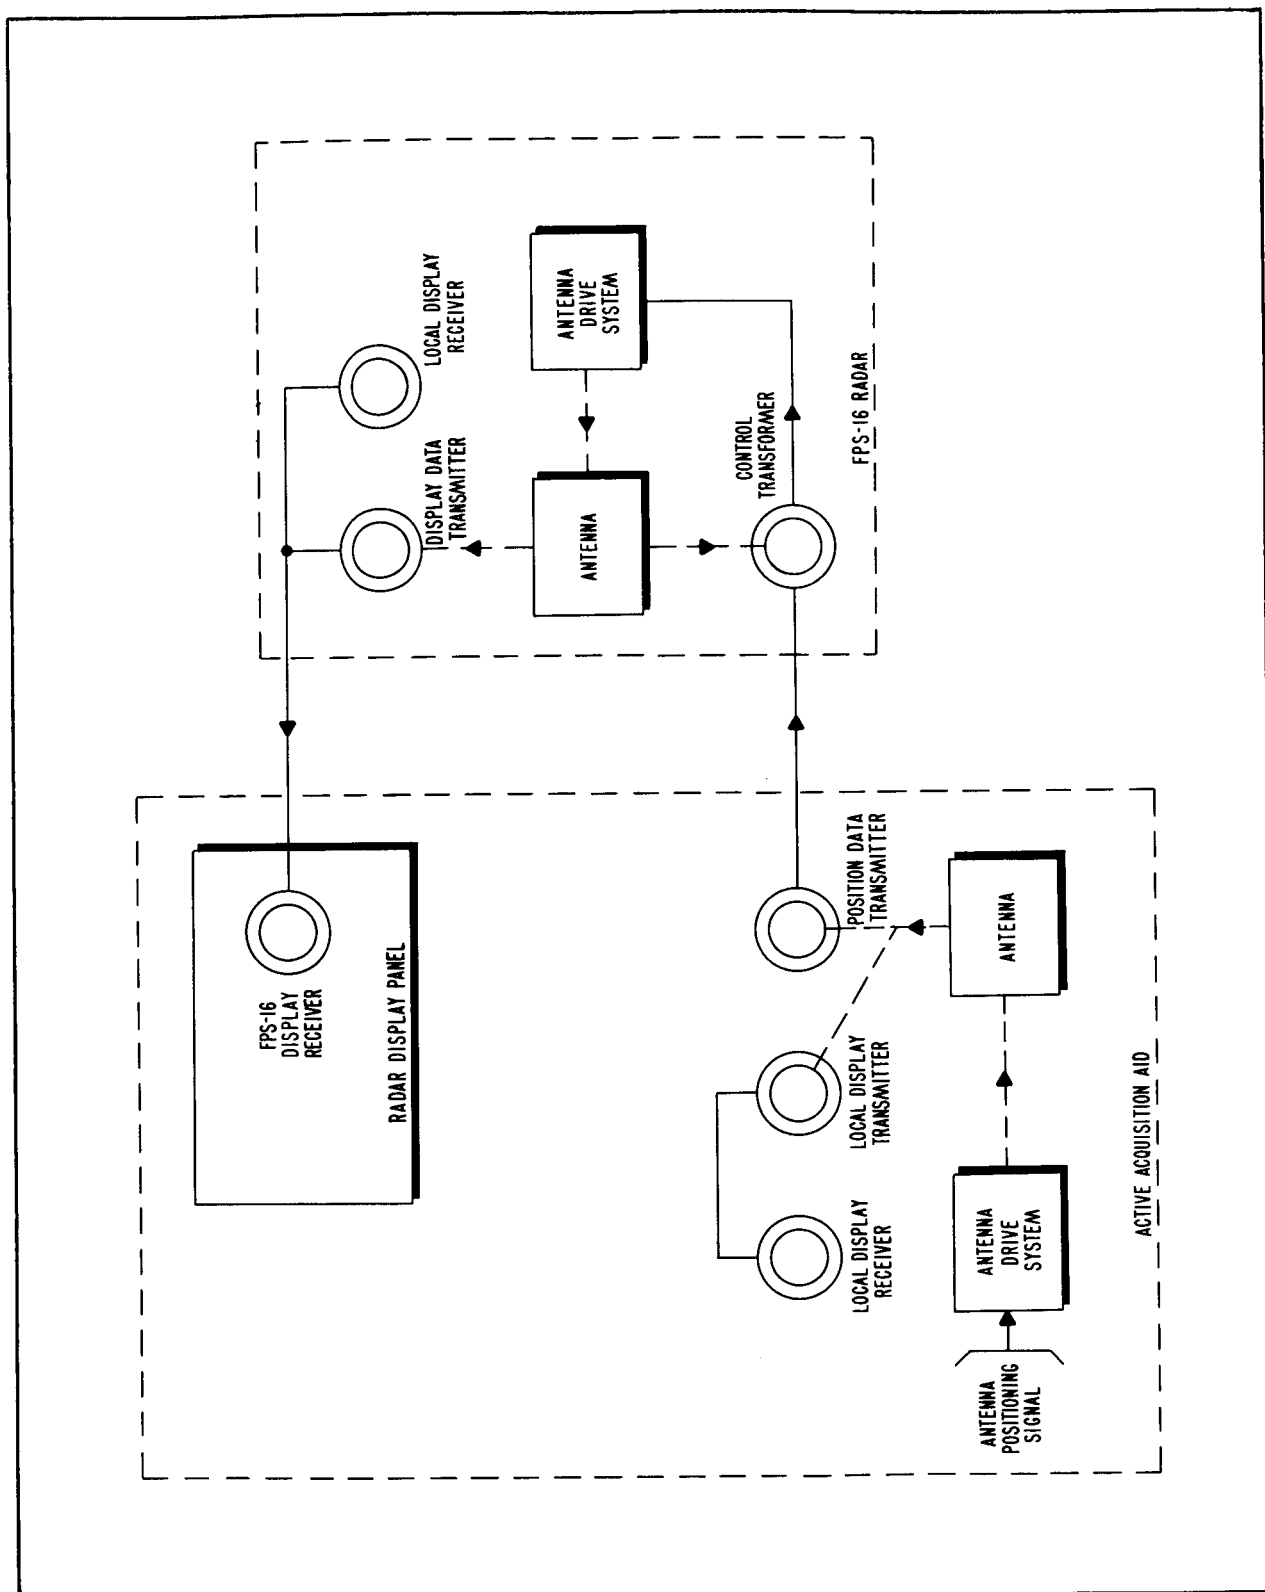 FPS-16
DISPLAY
RECEIVER
RADAR DISPLAY PANEL
LOCAL DISPLAY
RECEIVER
LOCAL DISPLAY
TRANSMITTER
POSITION DATA
TRANSMITTER
ANTENNA
POSITIONING
SIGNAL
ANTENNA
DRIVE
SYSTEM
ANTENNA
ACTIVE ACQUISITION AID
DISPLAY DATA
TRANSMITTER
LOCAL DISPLAY
RECEIVER
ANTENNA
ANTENNA
DRIVE
SYSTEM
CONTROL
TRANSFORMER
FPS-16 RADAR